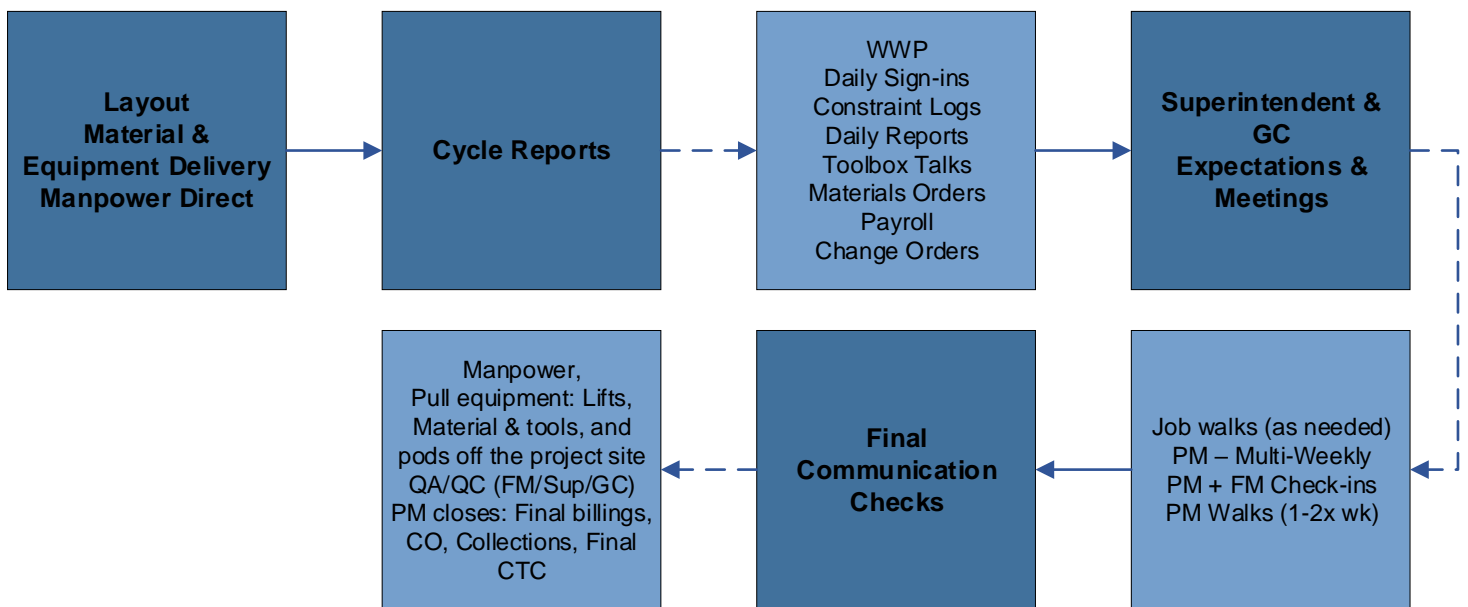 Layout
Material &
Equipment Delivery
Manpower Direct
Cycle Reports
WWP
Daily Sign-ins
Constraint Logs
Daily Reports
Toolbox Talks
Materials Orders
Payroll
Change Orders
Superintendent &
GC
Expectations &
Meetings
Job walks (as needed)
PM – Multi-Weekly
PM + FM Check-ins
PM Walks (1-2x wk)
Final
Communication
Checks
Manpower,
Pull equipment: Lifts,
Material & tools, and
pods off the project site
QA/QC (FM/Sup/GC)
PM closes: Final billings,
CO, Collections, Final
CTC